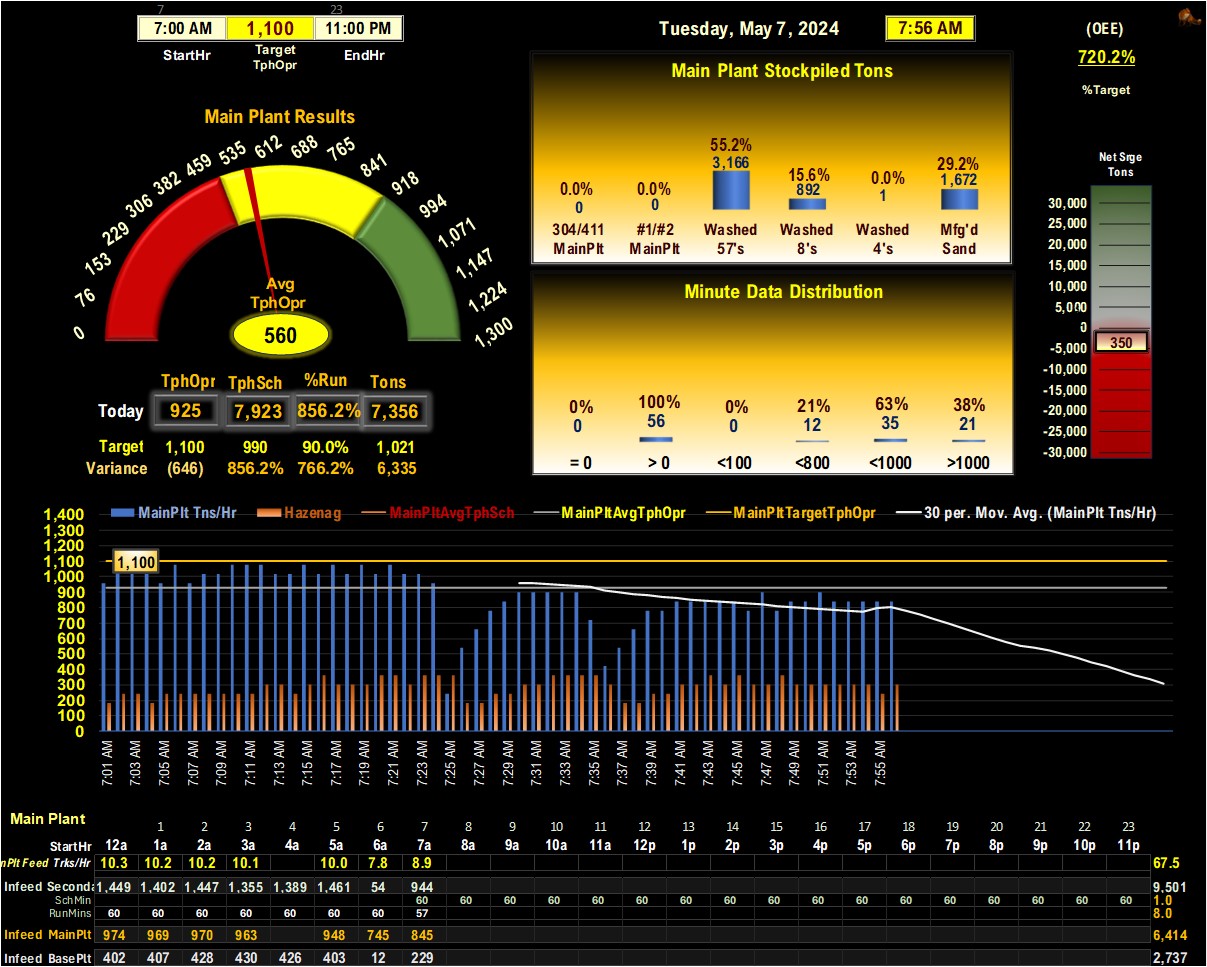 7 23
7:00 AM 1,100 11:00 PM
StartHr Target TphOpr EndHr
Tuesday, May 7, 2024 7:56 AM
(OEE)
720.2%
%Target
Main Plant Results
0 76 153 229 306 382 459 535 612 688 765 841 918 994 1,071 1,147 1,224 1,300
Avg
TphOpr
560
TphOpr TphSch %Run Tons
Today 925 7,923 856.2% 7,356
Target 1,100 990 90.0% 1,021
Variance (646) 856.2% 766.2% 6,335
Main Plant Stockpiled Tons
0.0% 0.0% 55.2% 15.6% 0.0% 29.2%
0 0 3,166 892 1 1,672
304/411 #1/#2 Washed Washed Washed Mfg'd
MainPlt MainPlt 57's 8's 4's Sand
Minute Data Distribution
0% 100% 0% 21% 63% 38%
0 56 0 12 35 21
= 0 > 0 <100 <800 <1000 >1000
Net Srge
Tons
30,000
25,000
20,000
15,000
10,000
5,000
0
-5,000
-10,000
-15,000
-20,000
-25,000
-30,000
350
MainPlt Tns/Hr Hazenag MainPltAvgTphSch MainPltAvgTphOpr MainPltTargetTphOpr 30 per. Mov. Avg. (MainPlt Tns/Hr)
1,400
1,300
1,200
1,100
1,000
900
800
700
600
500
400
300
200
100
0
1,100
7:01 AM 7:03 AM 7:05 AM 7:07 AM 7:09 AM 7:11 AM 7:13 AM 7:15 AM 7:17 AM 7:19 AM 7:21 AM 7:23 AM 7:25 AM 7:27 AM 7:29 AM 7:31 AM 7:33 AM 7:35 AM 7:37 AM 7:39 AM 7:41 AM 7:43 AM 7:45 AM 7:47 AM 7:49 AM 7:51 AM 7:53 AM 7:55 AM
Main Plant
1 2 3 4 5 6 7 8 9 10 11 12 13 14 15 16 17 18 19 20 21 22 23
StartHr 12a 1a 2a 3a 4a 5a 6a 7a 8a 9a 10a 11a 12p 1p 2p 3p 4p 5p 6p 7p 8p 9p 10p 11p
nPlt Feed Trks/Hr 10.3 10.2 10.2 10.1 10.0 7.8 8.9 67.5
Infeed Seconda 1,449 1,402 1,447 1,355 1,389 1,461 54 944 9,501
SchMin 60 60 60 60 60 60 60 60 60 60 60 60 60 60 60 60 60 1.0
RunMins 60 60 60 60 60 60 60 57 8.0
Infeed MainPlt 974 969 970 963 948 745 845 6,414
Infeed BasePlt 402 407 428 430 426 403 12 229 2,737